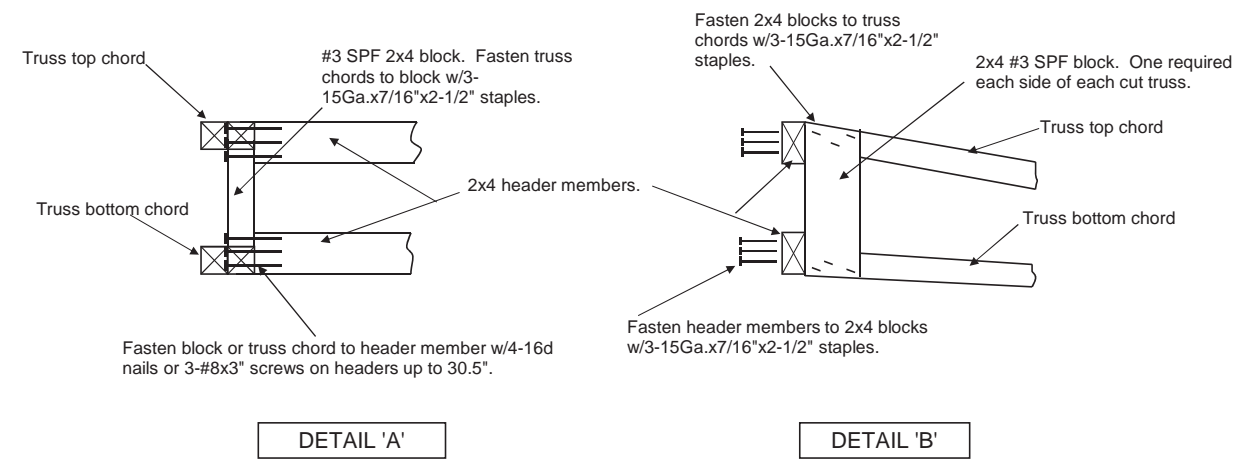 Truss top chord
#3 SPF 2x4 block. Fasten truss
chords to block w/3-
15Ga.x7/16"x2-1/2" staples.
Truss bottom chord
2x4 header members.
Fasten block or truss chord to header member w/4-16d
nails or 3-#8x3" screws on headers up to 30.5".
DETAIL 'A'
Fasten 2x4 blocks to truss
chords w/3-15Ga.x7/16"x2-1/2"
staples.
2x4 #3 SPF block. One required
each side of each cut truss.
Truss top chord
Truss bottom chord
Fasten header members to 2x4 blocks
w/3-15Ga.x7/16"x2-1/2" staples.
DETAIL 'B'